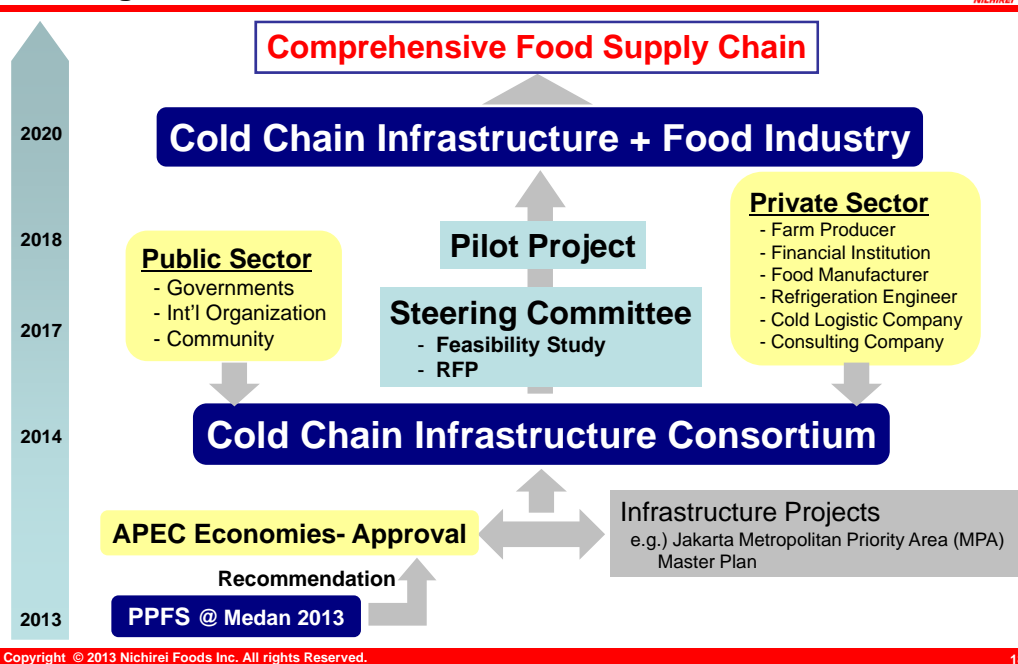 NICHIREI
Comprehensive Food Supply Chain
2020
Cold Chain Infrastructure + Food Industry
Private Sector
- Farm Producer
- Financial Institution
- Food Manufacturer
- Refrigeration Engineer
- Cold Logistic Company
- Consulting Company
2018
Pilot Project
Public Sector
- Governments
- Int'l Organization
- Community
2017
Steering Committee
- Feasibility Study
- RFP
2014
Cold Chain Infrastructure Consortium
APEC Economies- Approval
Infrastructure Projects
e.g.) Jakarta Metropolitan Priority Area (MPA)
Master Plan
Recommendation
2013
PPFS @ Medan 2013
Copyright © 2013 Nichirei Foods Inc. All rights Reserved.